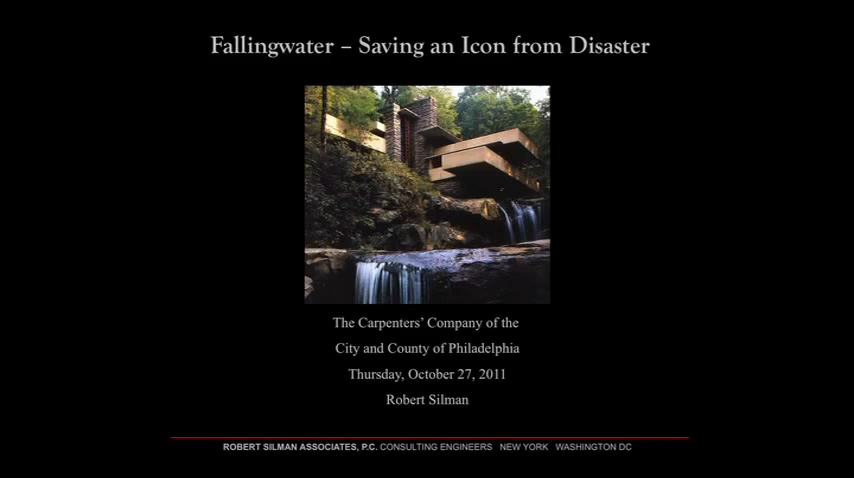 Fallingwater – Saving an Icon from Disaster
The Carpenters' Company of the
City and County of Philadelphia
Thursday, October 27, 2011
Robert Silman
ROBERT SILMAN ASSOCIATES, P.C. CONSULTING ENGINEERS NEW YORK WASHINGTON DC